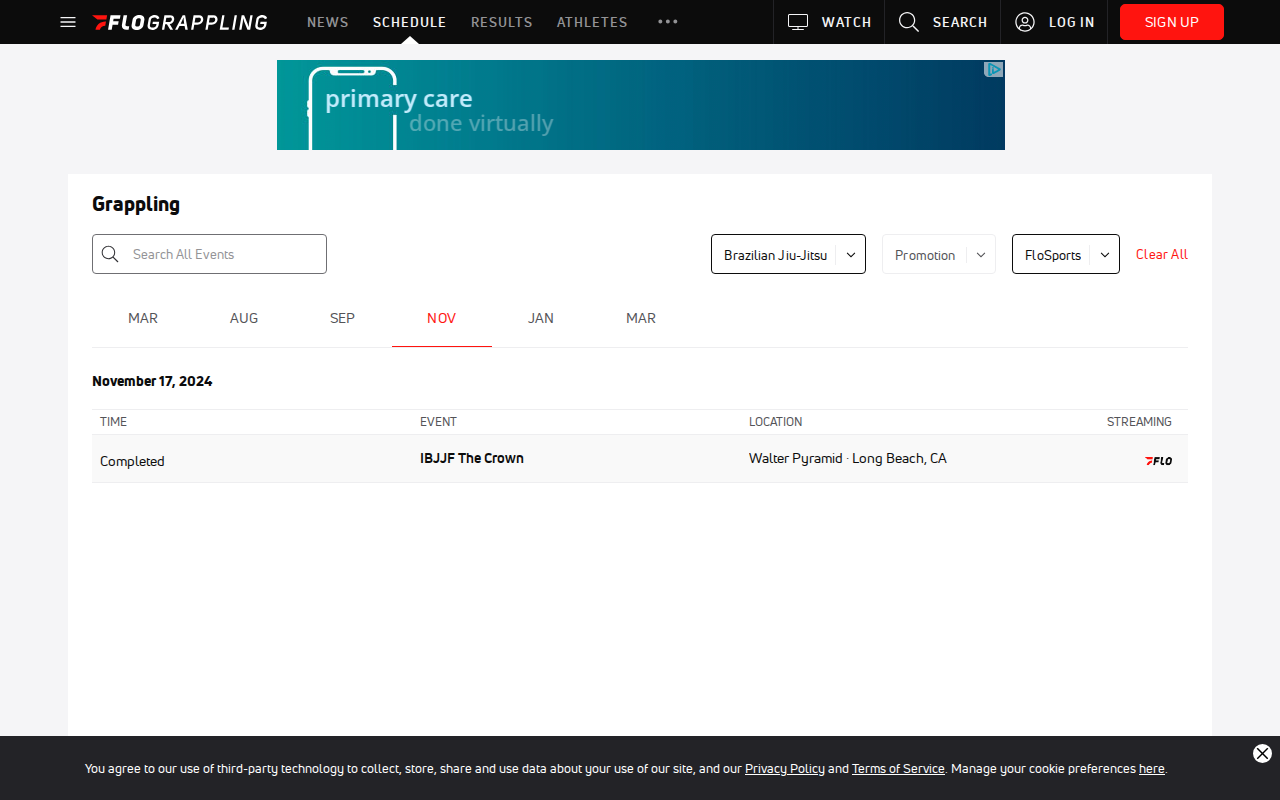 FLOGRAPPLING NEWS SCHEDULE RESULTS ATHLETES WATCH SEARCH LOG IN SIGN UP
primary care
done virtually
Grappling
Search All Events Brazilian Jiu-Jitsu Promotion FloSports Clear All
MAR AUG SEP NOV JAN MAR
November 17, 2024
TIME EVENT LOCATION STREAMING
Completed IBJJF The Crown Walter Pyramid · Long Beach, CA FLO
You agree to our use of third-party technology to collect, store, share and use data about your use of our site, and our Privacy Policy and Terms of Service. Manage your cookie preferences here.